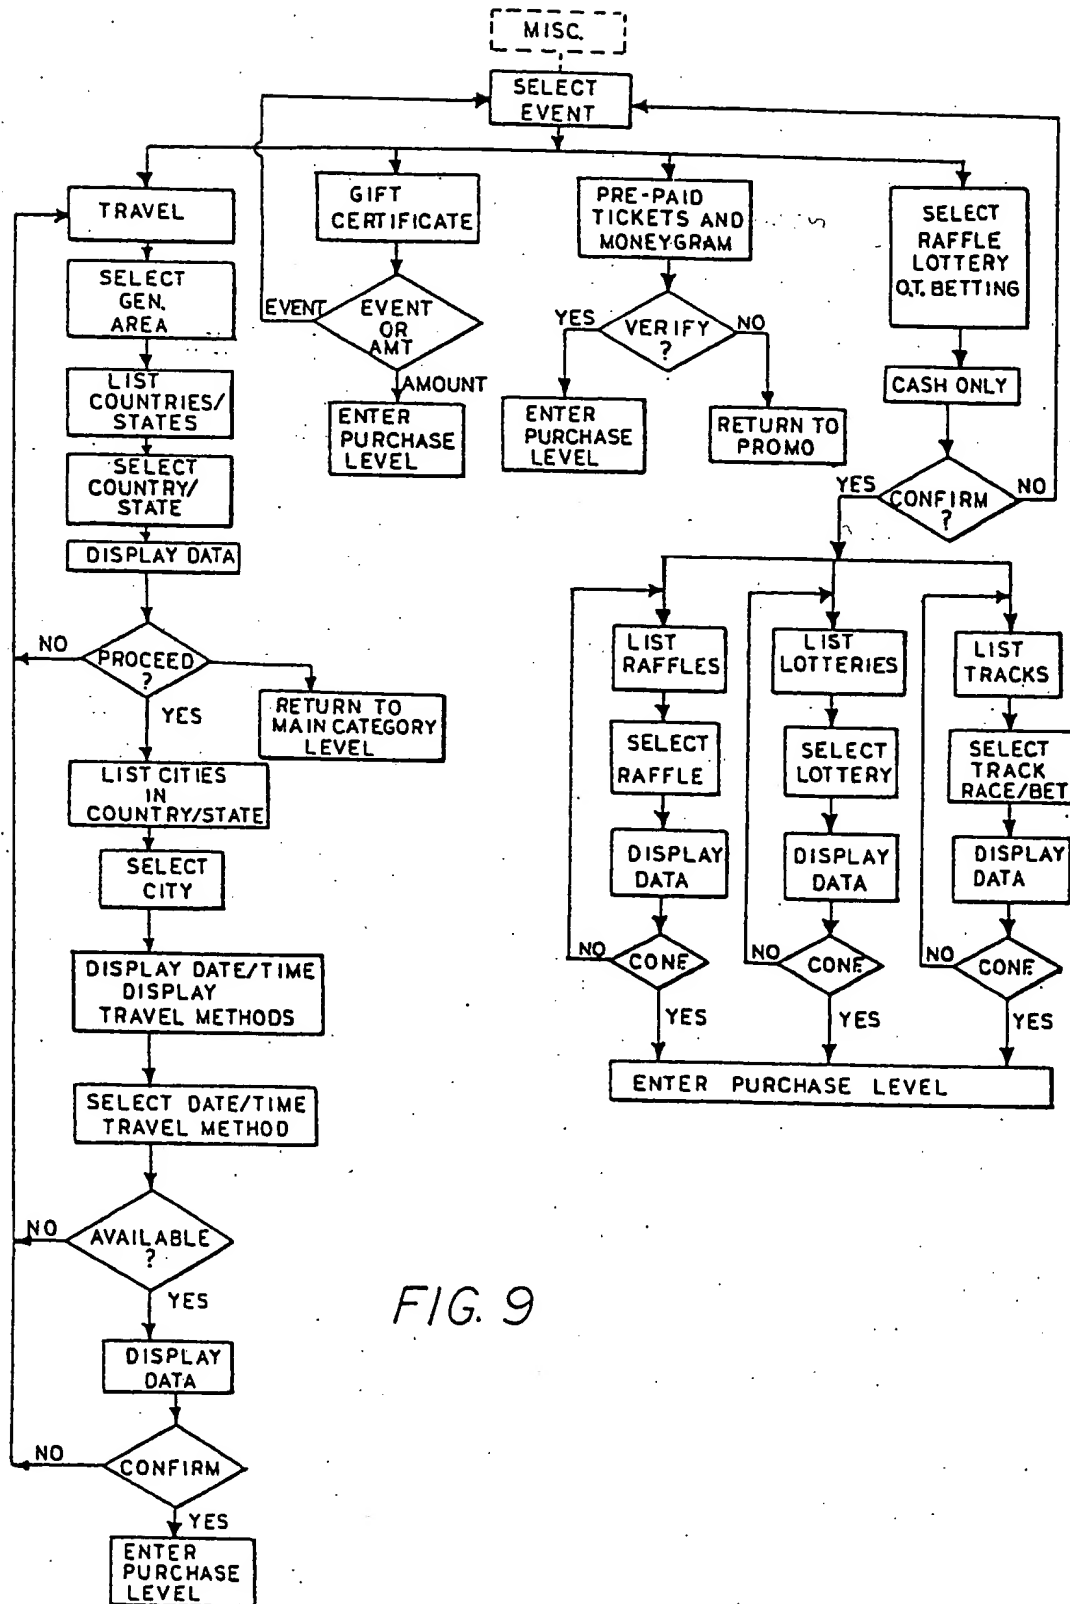 MISC.
SELECT
EVENT
TRAVEL
SELECT
GEN.
AREA
LIST
COUNTRIES/
STATES
SELECT
COUNTRY/
STATE
DISPLAY DATA
NO
PROCEED
?
YES
RETURN TO
MAIN CATEGORY
LEVEL
LIST CITIES
IN
COUNTRY/STATE
SELECT
CITY
DISPLAY DATE/TIME
DISPLAY
TRAVEL METHODS
SELECT DATE/TIME
TRAVEL METHOD
NO
AVAILABLE
?
YES
DISPLAY
DATA
NO
CONFIRM
YES
ENTER
PURCHASE
LEVEL
GIFT
CERTIFICATE
EVENT
EVENT
OR
AMT
AMOUNT
ENTER
PURCHASE
LEVEL
PRE-PAID
TICKETS AND
MONEYGRAM
YES
VERIFY
?
NO
ENTER
PURCHASE
LEVEL
RETURN TO
PROMO
SELECT
RAFFLE
LOTTERY
O.T. BETTING
CASH ONLY
YES
CONFIRM
?
NO
LIST
RAFFLES
SELECT
RAFFLE
DISPLAY
DATA
NO
CONE
YES
LIST
LOTTERIES
SELECT
LOTTERY
DISPLAY
DATA
NO
CONE
YES
LIST
TRACKS
SELECT
TRACK
RACE/BET
DISPLAY
DATA
NO
CONE
YES
ENTER PURCHASE LEVEL
FIG. 9